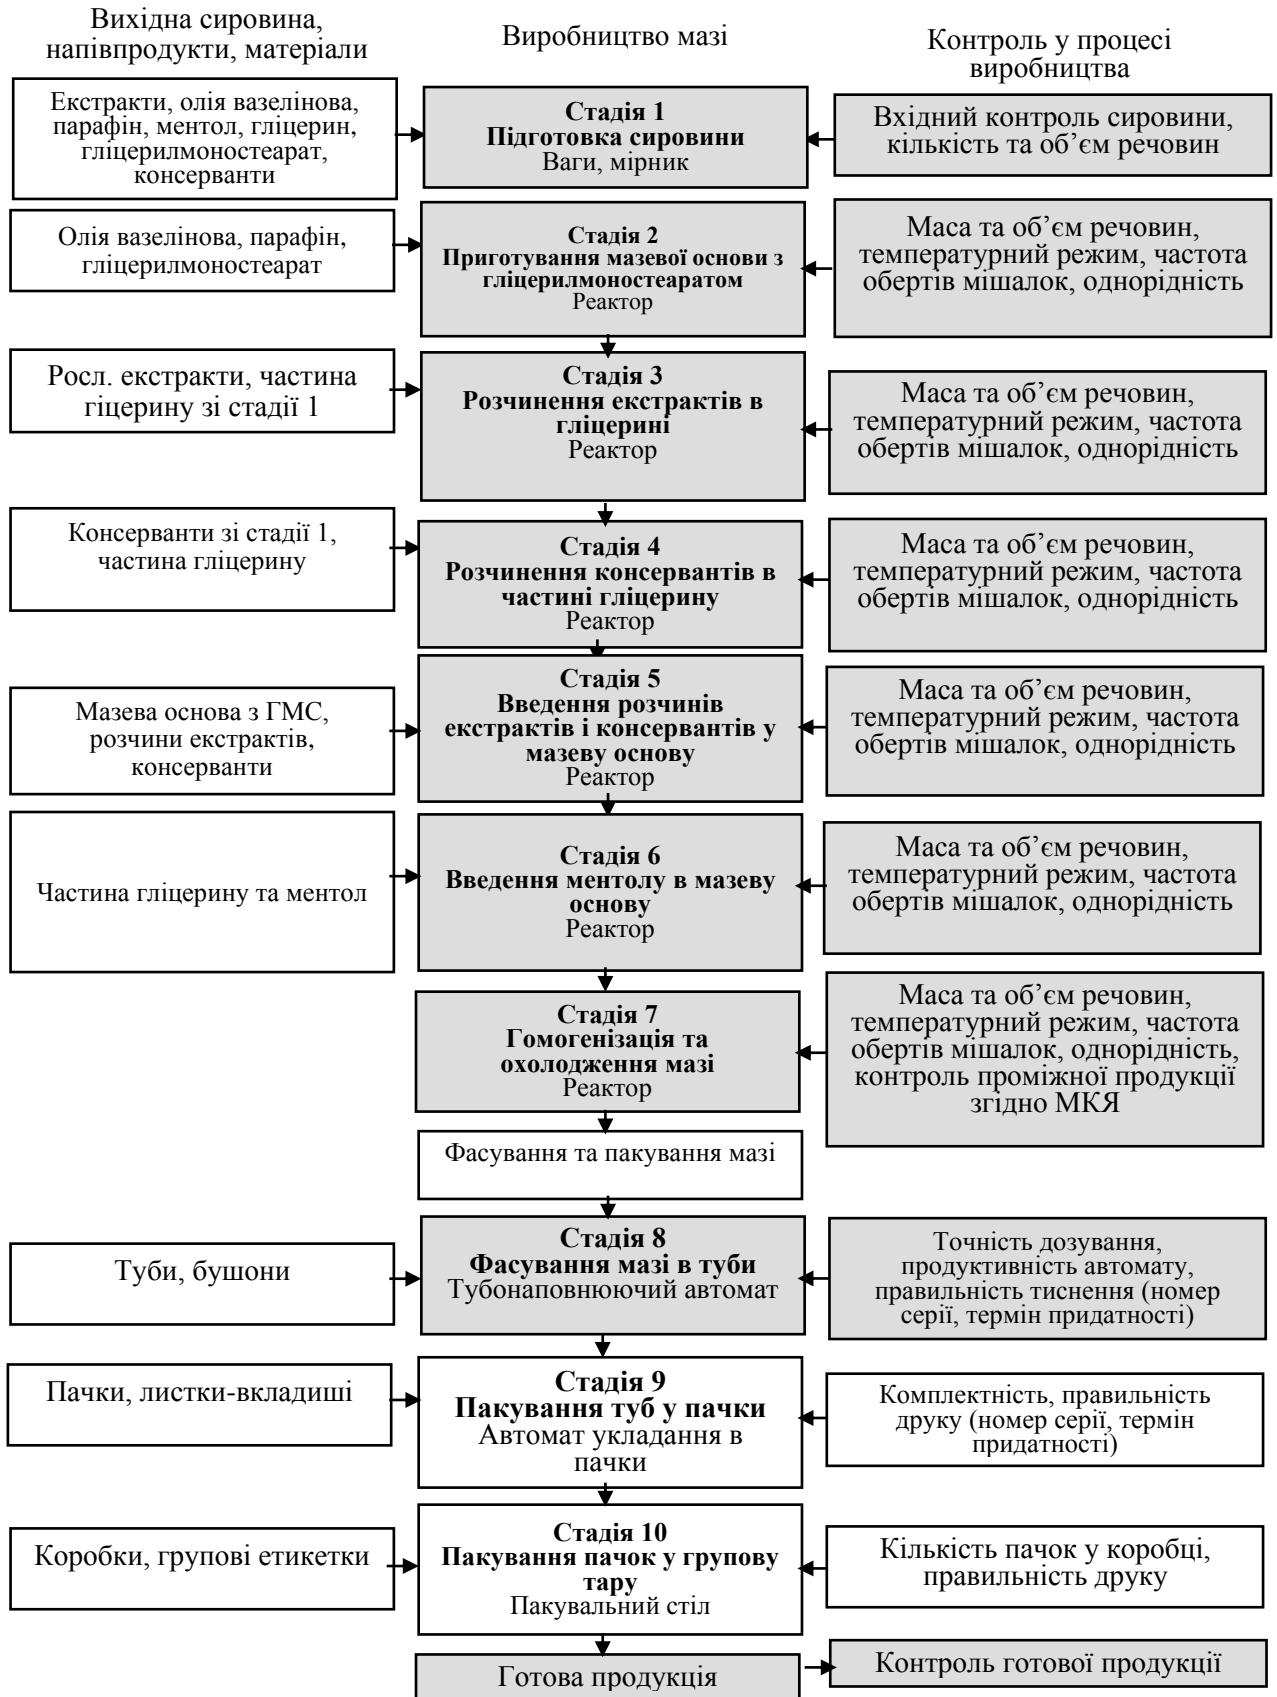 Вихідна сировина,
напівпродукти, матеріали
Виробництво мазі
Контроль у процесі
виробництва
Екстракти, олія вазелінова,
парафін, ментол, гліцерин,
гліцерилмоностеарат,
консерванти
Стадія 1
Підготовка сировини
Ваги, мірник
Вхідний контроль сировини,
кількість та об’єм речовин
Олія вазелінова, парафін,
гліцерилмоностеарат
Стадія 2
Приготування мазевої основи з
гліцерилмоностеаратом
Реактор
Маса та об’єм речовин,
температурний режим, частота
обертів мішалок, однорідність
Росл. екстракти, частина
гіцерину зі стадії 1
Стадія 3
Розчинення екстрактів в
гліцерині
Реактор
Маса та об’єм речовин,
температурний режим, частота
обертів мішалок, однорідність
Консерванти зі стадії 1,
частина гліцерину
Стадія 4
Розчинення консервантів в
частині гліцерину
Реактор
Маса та об’єм речовин,
температурний режим, частота
обертів мішалок, однорідність
Мазева основа з ГМС,
розчини екстрактів,
консерванти
Стадія 5
Введення розчинів
екстрактів і консервантів у
мазеву основу
Реактор
Маса та об’єм речовин,
температурний режим, частота
обертів мішалок, однорідність
Частина гліцерину та ментол
Стадія 6
Введення ментолу в мазеву
основу
Реактор
Маса та об’єм речовин,
температурний режим, частота
обертів мішалок, однорідність
Стадія 7
Гомогенізація та
охолодження мазі
Реактор
Маса та об’єм речовин,
температурний режим, частота
обертів мішалок, однорідність,
контроль проміжної продукції
згідно МКЯ
Фасування та пакування мазі
Туби, бушони
Стадія 8
Фасування мазі в туби
Тубонаповнюючий автомат
Точність дозування,
продуктивність автомату,
правильність тиснення (номер
серії, термін придатності)
Пачки, листки-вкладиші
Стадія 9
Пакування туб у пачки
Автомат укладання в
пачки
Комплектність, правильність
друку (номер серії, термін
придатності)
Коробки, групові етикетки
Стадія 10
Пакування пачок у групову
тару
Пакувальний стіл
Кількість пачок у коробці,
правильність друку
Готова продукція
Контроль готової продукції